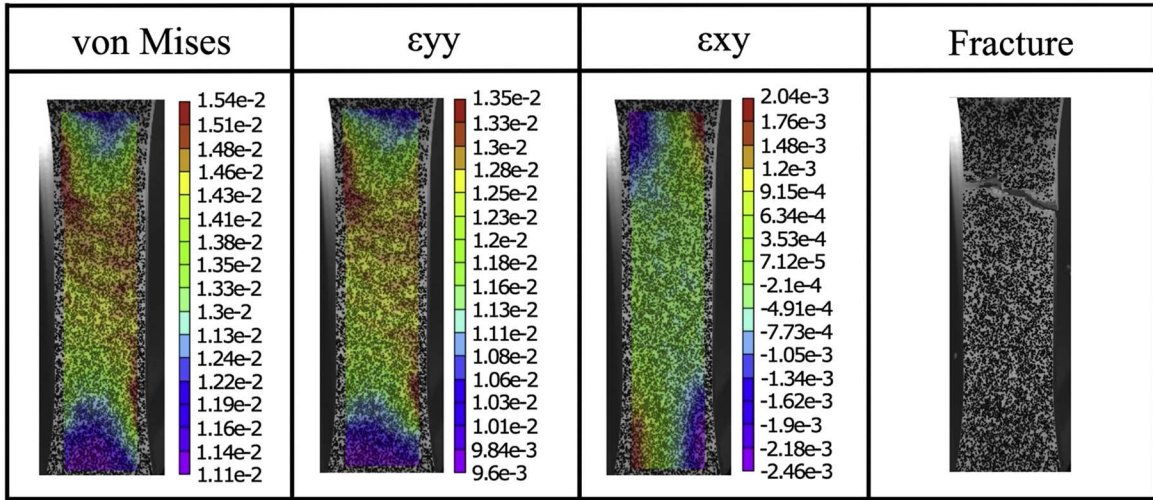 von Mises
εyy
εxy
Fracture
1.54e-2
1.51e-2
1.48e-2
1.46e-2
1.43e-2
1.41e-2
1.38e-2
1.35e-2
1.33e-2
1.3e-2
1.13e-2
1.24e-2
1.22e-2
1.19e-2
1.16e-2
1.14e-2
1.11e-2
1.35e-2
1.33e-2
1.3e-2
1.28e-2
1.25e-2
1.23e-2
1.2e-2
1.18e-2
1.16e-2
1.13e-2
1.11e-2
1.08e-2
1.06e-2
1.03e-2
1.01e-2
9.84e-3
9.6e-3
2.04e-3
1.76e-3
1.48e-3
1.2e-3
9.15e-4
6.34e-4
3.53e-4
7.12e-5
-2.1e-4
-4.91e-4
-7.73e-4
-1.05e-3
-1.34e-3
-1.62e-3
-1.9e-3
-2.18e-3
-2.46e-3